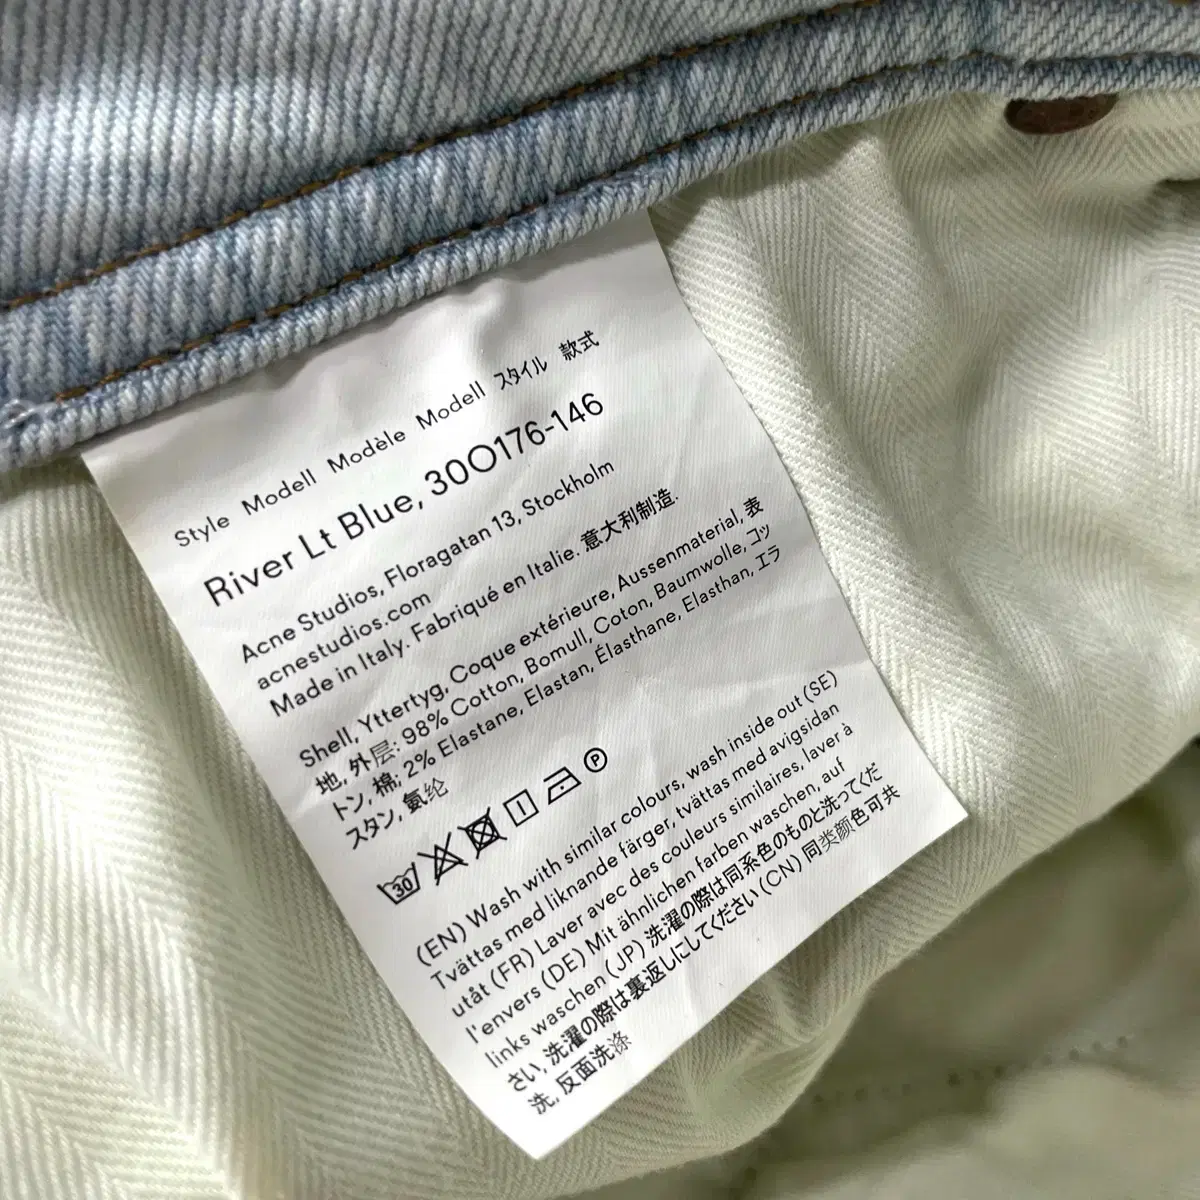 Style Modell Modèle Modell スタイル 款式
River Lt Blue, 30O176-146
Acne Studios, Floragatan 13, Stockholm
acnestudios.com
Made in Italy. Fabriqué en Italie. 意大利制造.
Shell, Yttertyg, Coque extérieure, Aussenmaterial, 表
地, 外层: 98% Cotton, Bomull, Coton, Baumwolle, コッ
トン, 棉; 2% Elastane, Elastan, Élasthane, Elasthan, エラ
スタン, 氨纶
30 P
(EN) Wash with similar colours, wash inside out (SE)
Tvättas med liknande färger, tvättas med avigsidan
utåt (FR) Laver avec des couleurs similaires, laver à
l'envers (DE) Mit ähnlichen farben waschen, auf
links waschen (JP) 洗濯の際は同系色のものと洗ってくだ
さい, 洗濯の際は裏返しにしてください (CN) 同类颜色可共
洗, 反面洗涤